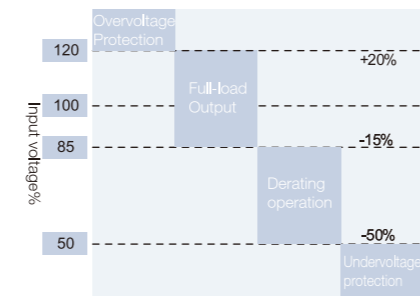 Overvoltage
Protection
120
+20%
Full-load
Output
100
Input voltage%
85
-15%
Derating
operation
50
-50%
Undervoltage
protection